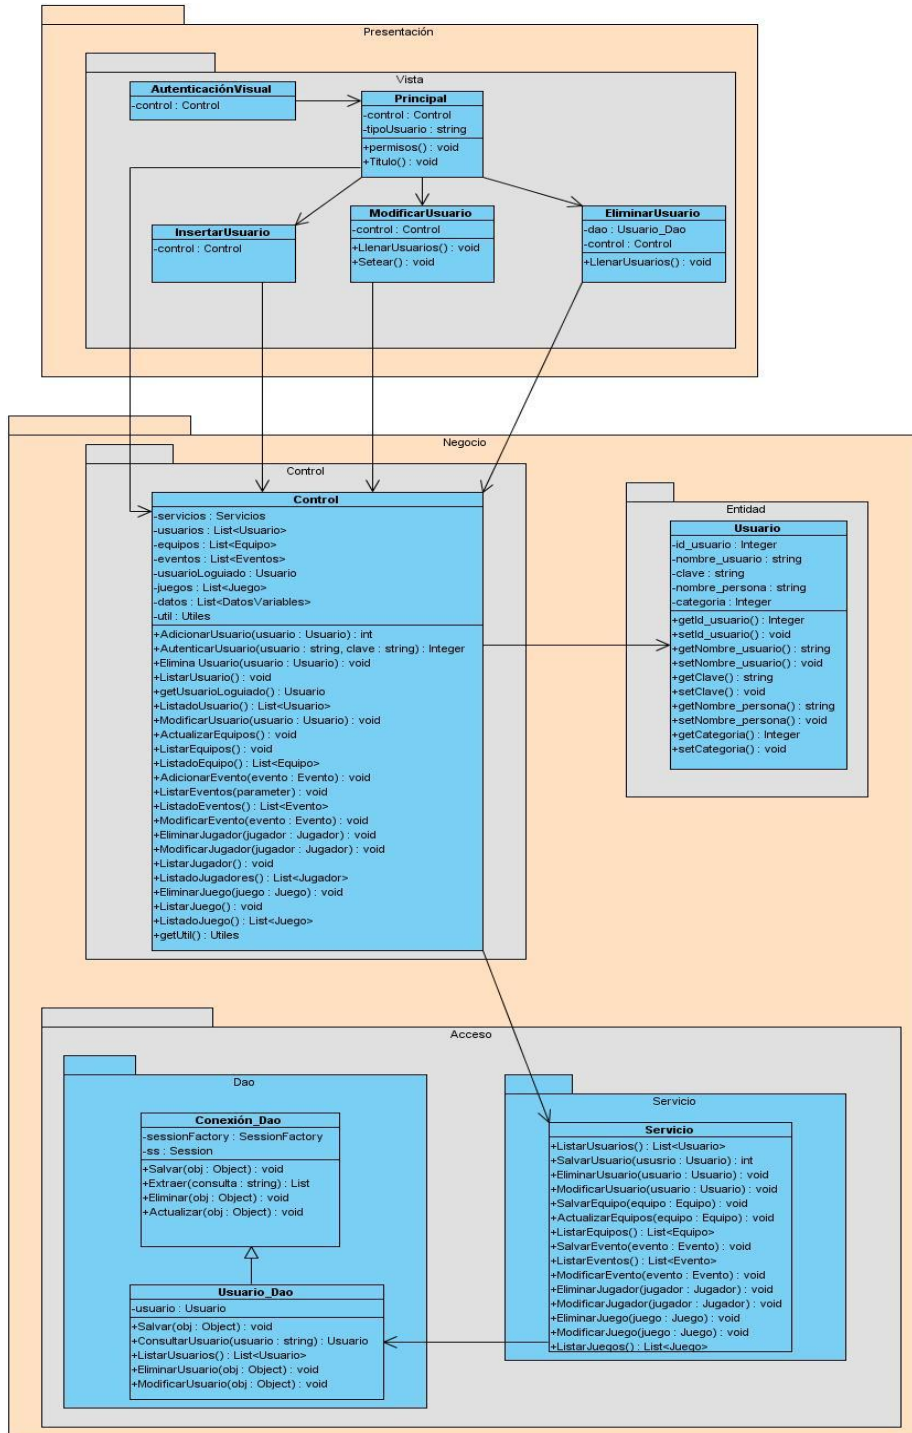 Presentación
Vista
AutenticaciónVisual
-control : Control
Principal
-control : Control
-tipoUsuario : string
+permisos() : void
+Titulo() : void
InsertarUsuario
-control : Control
ModificarUsuario
-control : Control
+LlenarUsuarios() : void
+Setear() : void
EliminarUsuario
-dao : Usuario_Dao
-control : Control
+LlenarUsuarios() : void
Negocio
Control
Control
-servicios : Servicios
-usuarios : List<Usuario>
-equipos : List<Equipo>
-eventos : List<Eventos>
-usuarioLoguiado : Usuario
-juegos : List<Juego>
-datos : List<DatosVariables>
-util : Utiles
+AdicionarUsuario(usuario : Usuario) : int
+AutenticarUsuario(usuario : string, clave : string) : Integer
+Elimina Usuario(usuario : Usuario) : void
+ListarUsuario() : void
+getUsuarioLoguiado() : Usuario
+ListadoUsuario() : List<Usuario>
+ModificarUsuario(usuario : Usuario) : void
+ActualizarEquipos() : void
+ListarEquipos() : void
+ListadoEquipo() : List<Equipo>
+AdicionarEvento(evento : Evento) : void
+ListarEventos(parameter) : void
+ListadoEventos() : List<Evento>
+ModificarEvento(evento : Evento) : void
+EliminarJugador(jugador : Jugador) : void
+ModificarJugador(jugador : Jugador) : void
+ListarJugador() : void
+ListadoJugadores() : List<Jugador>
+EliminarJuego(juego : Juego) : void
+ListarJuego() : void
+ListadoJuego() : List<Juego>
+getUtil() : Utiles
Entidad
Usuario
-id_usuario : Integer
-nombre_usuario : string
-clave : string
-nombre_persona : string
-categoria : Integer
+getId_usuario() : Integer
+setId_usuario() : void
+getNombre_usuario() : string
+setNombre_usuario() : void
+getClave() : string
+setClave() : void
+getNombre_persona() : string
+setNombre_persona() : void
+getCategoria() : Integer
+setCategoria() : void
Acceso
Dao
Conexión_Dao
-sessionFactory : SessionFactory
-ss : Session
+Salvar(obj : Object) : void
+Extraer(consulta : string) : List
+Eliminar(obj : Object) : void
+Actualizar(obj : Object) : void
Usuario_Dao
-usuario : Usuario
+Salvar(obj : Object) : void
+ConsultarUsuario(usuario : string) : Usuario
+ListarUsuarios() : List<Usuario>
+EliminarUsuario(obj : Object) : void
+ModificarUsuario(obj : Object) : void
Servicio
Servicio
+ListarUsuarios() : List<Usuario>
+SalvarUsuario(ususrio : Usuario) : int
+EliminarUsuario(usuario : Usuario) : void
+ModificarUsuario(usuario : Usuario) : void
+SalvarEquipo(equipo : Equipo) : void
+ActualizarEquipos(equipo : Equipo) : void
+ListarEquipos() : List<Equipo>
+SalvarEvento(evento : Evento) : void
+ListarEventos() : List<Evento>
+ModificarEvento(evento : Evento) : void
+EliminarJugador(jugador : Jugador) : void
+ModificarJugador(jugador : Jugador) : void
+EliminarJuego(juego : Juego) : void
+ModificarJuego(juego : Juego) : void
+ListarJuegos() : List<Juego>